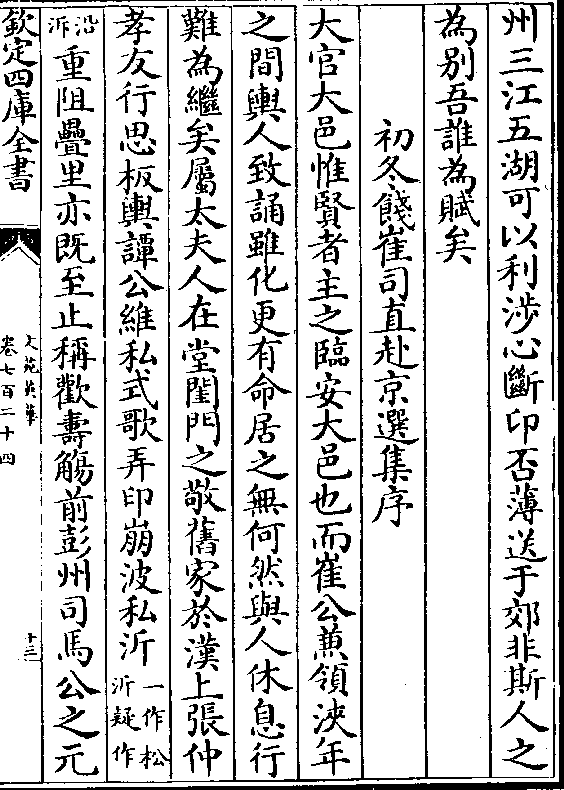 州三江五湖可以利涉心斷印否薄送于郊非斯人之
為别吾誰為賦矣
初冬餞崔司直赴京選集序
大官大邑惟賢者主之臨安大邑也而崔公兼領浹年
之間輿人致誦雖化更有命居之無何然與人休息行
難為繼矣屬太夫人在堂閨門之敬舊家於漢上張仲
孝友行思板輿譚公維私式歌弄印崩波私沂一作松沂疑作
沿泝重阻疊里亦既至止稱歡壽觴前彭州司馬公之元
欽定四庫全書
文苑英華
卷七百二十四
十三